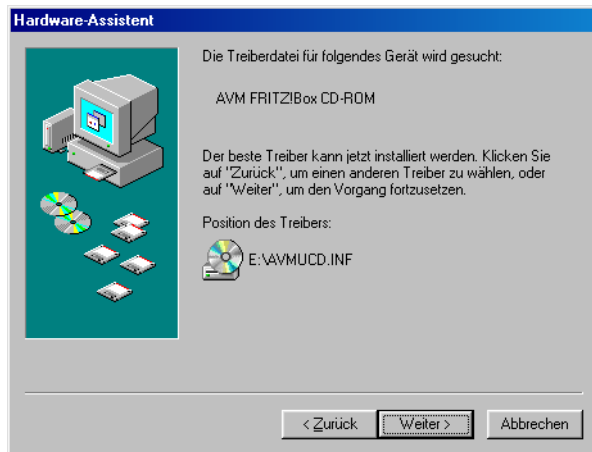 Hardware-Assistent
Die Treiberdatei für folgendes Gerät wird gesucht:
AVM FRITZ!Box CD-ROM
Der beste Treiber kann jetzt installiert werden. Klicken Sie
auf "Zurück", um einen anderen Treiber zu wählen, oder
auf "Weiter", um den Vorgang fortzusetzen.
Position des Treibers:
E:\AVMUCD.INF
< Zurück
Weiter >
Abbrechen